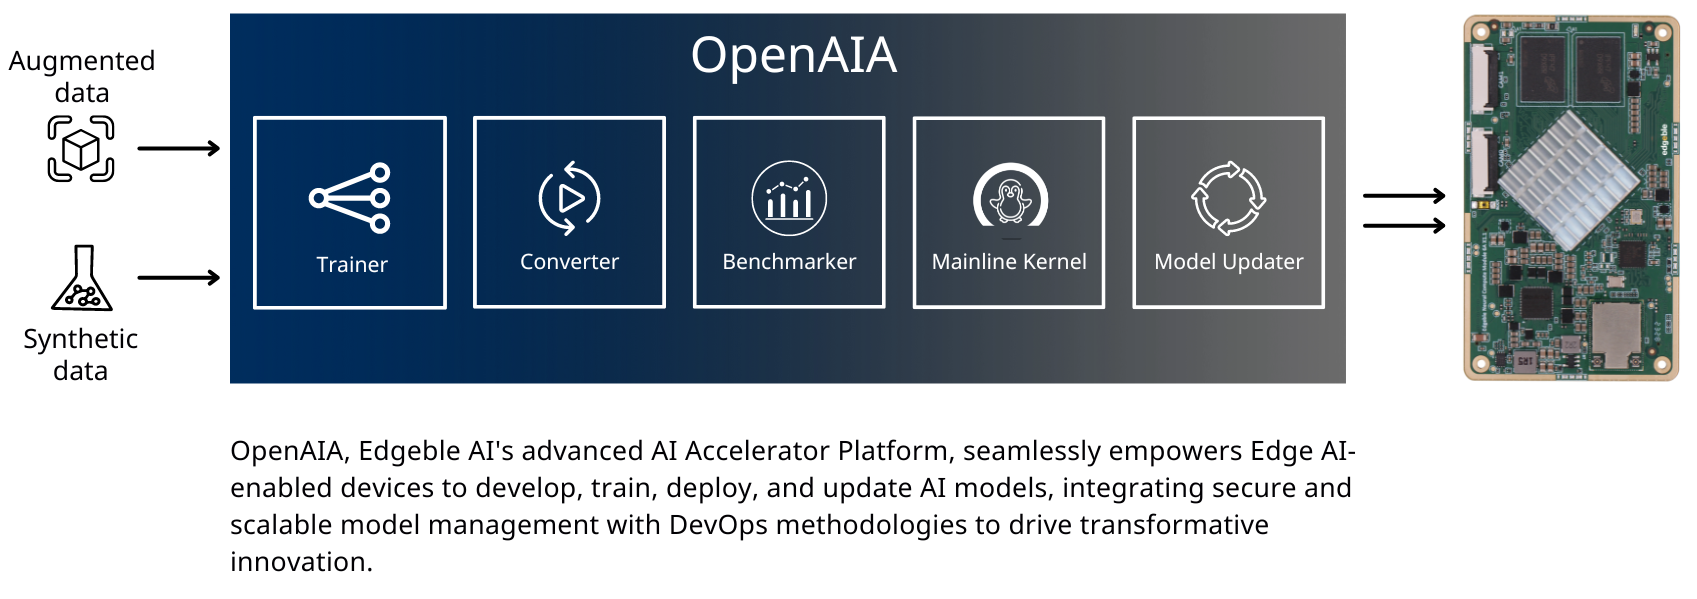 Augmented
data
Synthetic
data
OpenAIA
Trainer
Converter
Benchmarker
Mainline Kernel
Model Updater
CAM1
edgeble
OpenAIA, Edgeble AI's advanced AI Accelerator Platform, seamlessly empowers Edge AI-
enabled devices to develop, train, deploy, and update AI models, integrating secure and
scalable model management with DevOps methodologies to drive transformative
innovation.